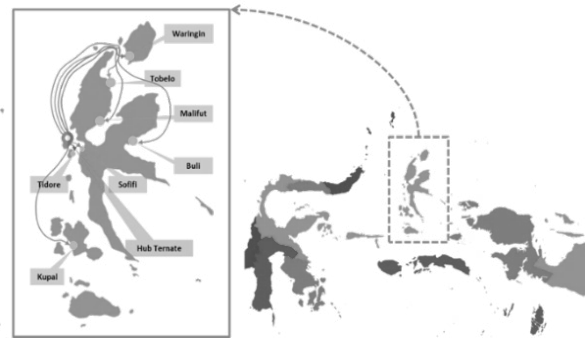 Waringin
Tobelo
Malifut
Buli
Tidore
Sofifi
Hub Ternate
Kupal